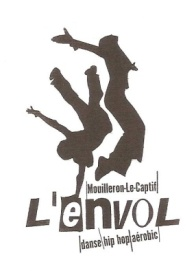 Mouilleron-Le-Captif
L'envol
danse hip hop aérobic